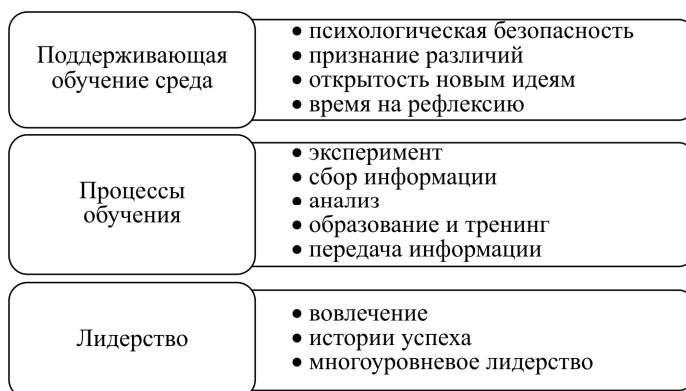 Поддерживающая
обучение среда
• психологическая безопасность
• признание различий
• открытость новым идеям
• время на рефлексию
Процессы
обучения
• эксперимент
• сбор информации
• анализ
• образование и тренинг
• передача информации
Лидерство
• вовлечение
• истории успеха
• многоуровневое лидерство